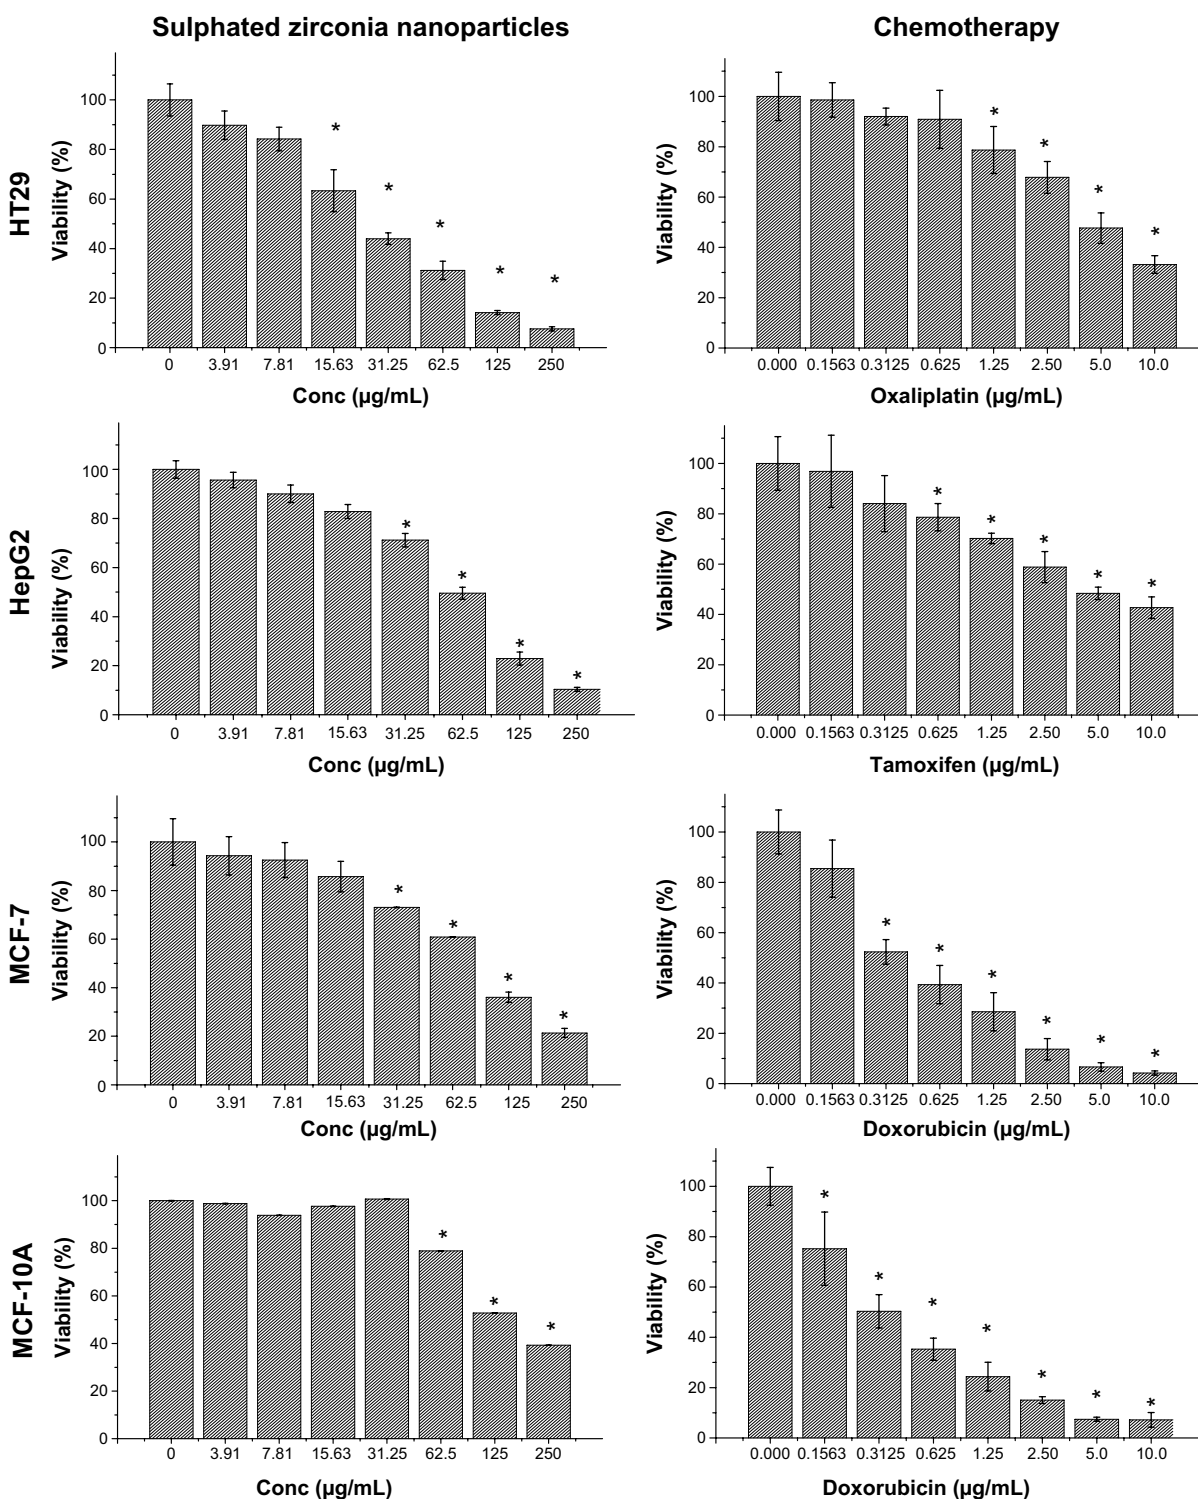 Sulphated zirconia nanoparticles
Chemotherapy
HT29
Viability (%)
100
80
60
40
20
0
0 3.91 7.81 15.63 31.25 62.5 125 250
Conc (µg/mL)
* * * * *
Viability (%)
100
80
60
40
20
0
0.000 0.1563 0.3125 0.625 1.25 2.50 5.0 10.0
Oxaliplatin (µg/mL)
* * * *
HepG2
Viability (%)
100
80
60
40
20
0
0 3.91 7.81 15.63 31.25 62.5 125 250
Conc (µg/mL)
* * * *
Viability (%)
100
80
60
40
20
0
0.000 0.1563 0.3125 0.625 1.25 2.50 5.0 10.0
Tamoxifen (µg/mL)
* * * * *
MCF-7
Viability (%)
100
80
60
40
20
0
0 3.91 7.81 15.63 31.25 62.5 125 250
Conc (µg/mL)
* * * *
Viability (%)
100
80
60
40
20
0
0.000 0.1563 0.3125 0.625 1.25 2.50 5.0 10.0
Doxorubicin (µg/mL)
* * * * * *
MCF-10A
Viability (%)
100
80
60
40
20
0
0 3.91 7.81 15.63 31.25 62.5 125 250
Conc (µg/mL)
* * *
Viability (%)
100
80
60
40
20
0
0.000 0.1563 0.3125 0.625 1.25 2.50 5.0 10.0
Doxorubicin (µg/mL)
* * * * * * *